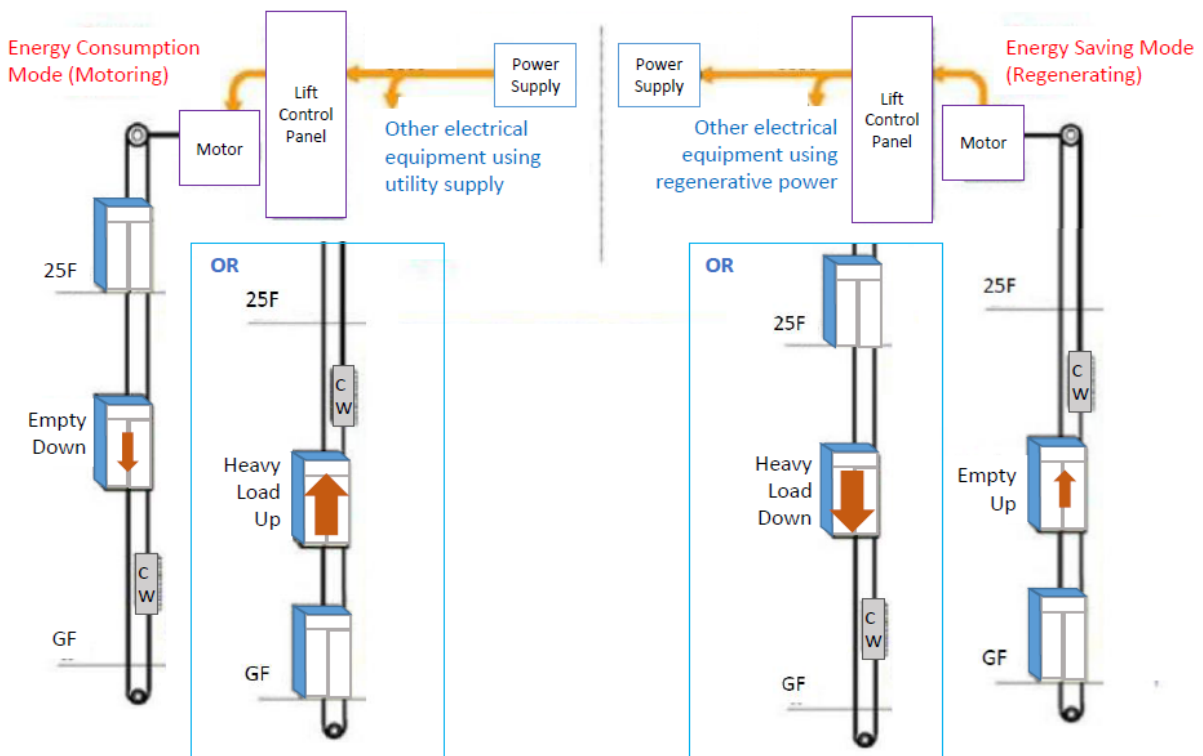 Energy Consumption
Mode (Motoring)
Motor
Lift
Control
Panel
Power
Supply
Other electrical
equipment using
utility supply
25F
Empty
Down
C
W
GF
OR
25F
C
W
Heavy
Load
Up
GF
Power
Supply
Other electrical
equipment using
regenerative power
Lift
Control
Panel
Motor
Energy Saving Mode
(Regenerating)
OR
25F
Heavy
Load
Down
C
W
GF
25F
C
W
Empty
Up
GF